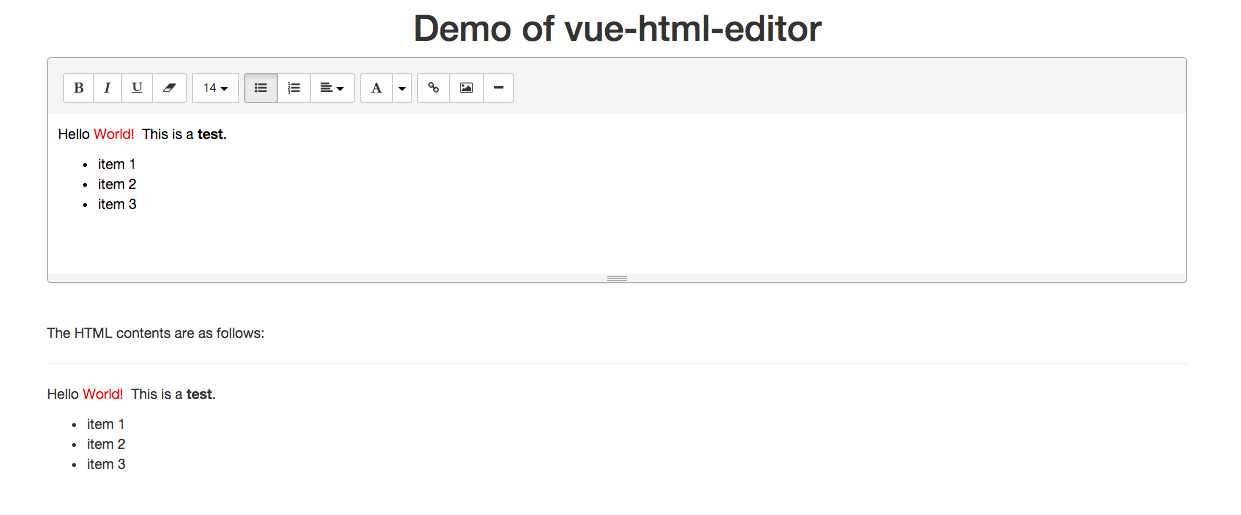 Demo of vue-html-editor
B I U 14 A
Hello World!  This is a test.
• item 1
• item 2
• item 3
The HTML contents are as follows:
Hello World!  This is a test.
• item 1
• item 2
• item 3